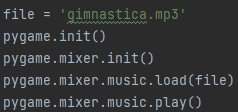 file = 'gimnastica.mp3'
pygame.init()
pygame.mixer.init()
pygame.mixer.music.load(file)
pygame.mixer.music.play()